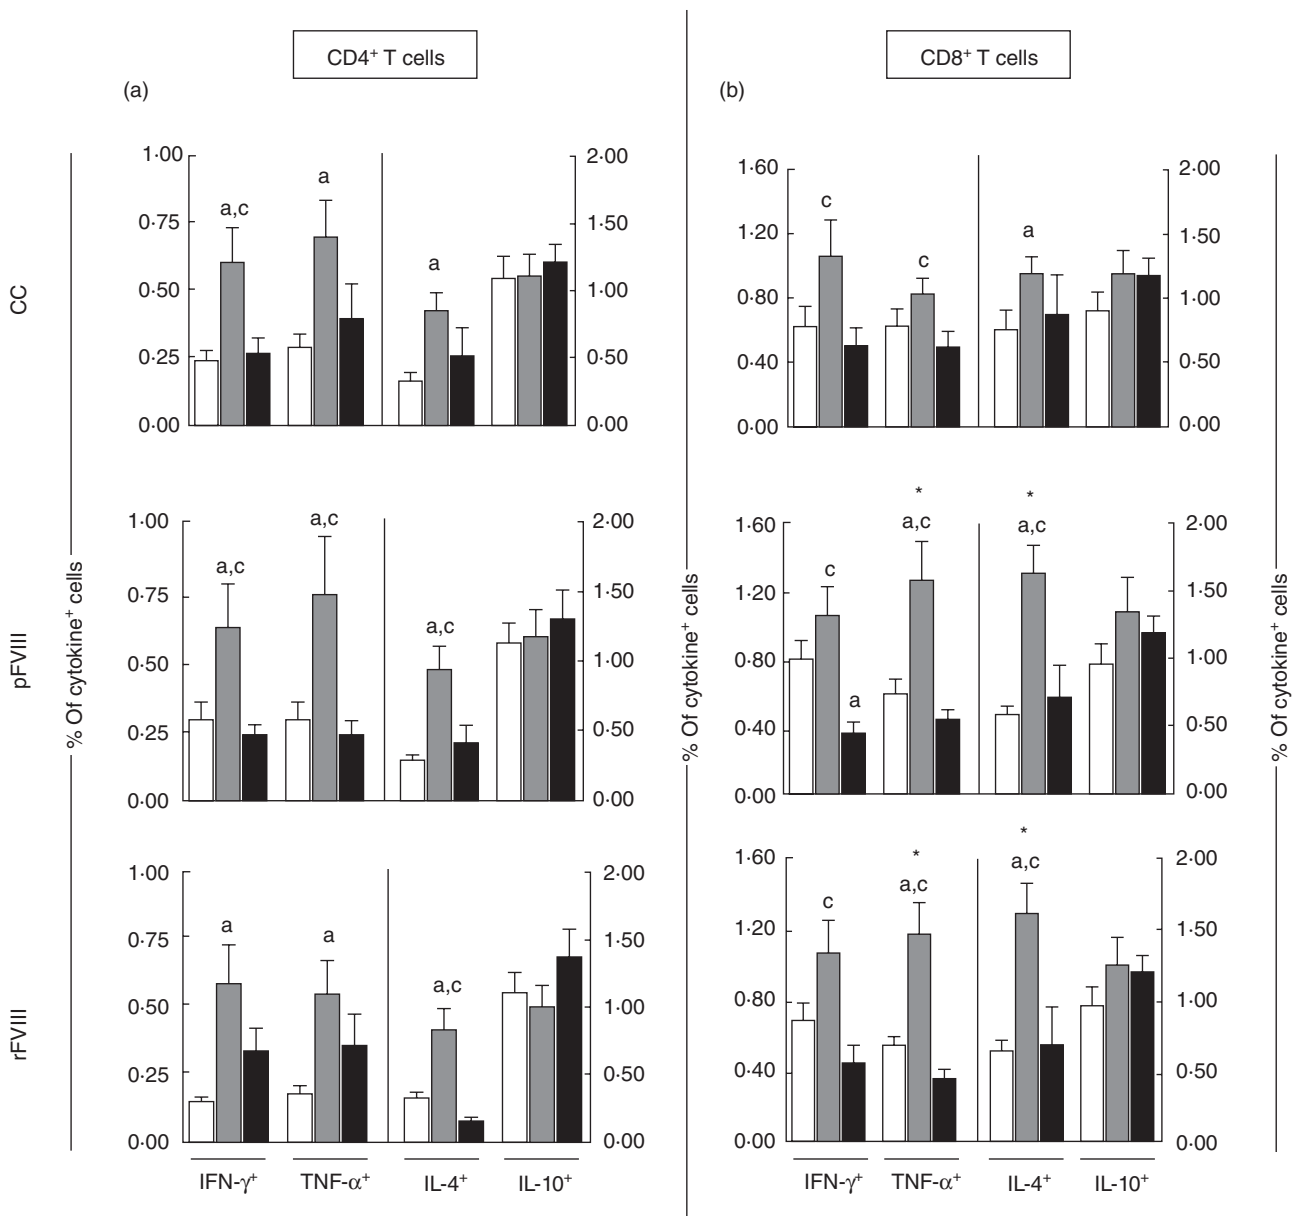 CD4⁺ T cells
CD8⁺ T cells
(a)
(b)
CC
% Of cytokine⁺ cells
1·00
0·75
0·50
0·25
0·00
a,c
a
a
2·00
1·50
1·00
0·50
0·00
% Of cytokine⁺ cells
1·60
1·20
0·80
0·40
0·00
c
c
a
2·00
1·50
1·00
0·50
0·00
% Of cytokine⁺ cells
pFVIII
1·00
0·75
0·50
0·25
0·00
a,c
a,c
a,c
2·00
1·50
1·00
0·50
0·00
1·60
1·20
0·80
0·40
0·00
c
a
*
a,c
*
a,c
2·00
1·50
1·00
0·50
0·00
rFVIII
1·00
0·75
0·50
0·25
0·00
a
a
a,c
2·00
1·50
1·00
0·50
0·00
1·60
1·20
0·80
0·40
0·00
c
*
a,c
*
a,c
2·00
1·50
1·00
0·50
0·00
IFN-γ⁺ TNF-α⁺ IL-4⁺ IL-10⁺
IFN-γ⁺ TNF-α⁺ IL-4⁺ IL-10⁺